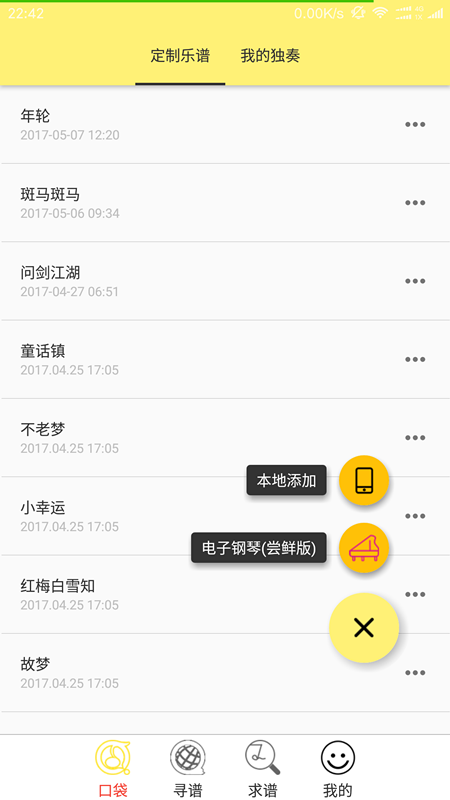 22:42
0.00K/s
定制乐谱
我的独奏
年轮
2017-05-07 12:20
斑马斑马
2017-05-06 09:34
问剑江湖
2017-04-27 06:51
童话镇
2017.04.25 17:05
不老梦
2017.04.25 17:05
本地添加
小幸运
2017.04.25 17:05
电子钢琴(尝鲜版)
红梅白雪知
2017.04.25 17:05
故梦
2017.04.25 17:05
口袋
寻谱
求谱
我的